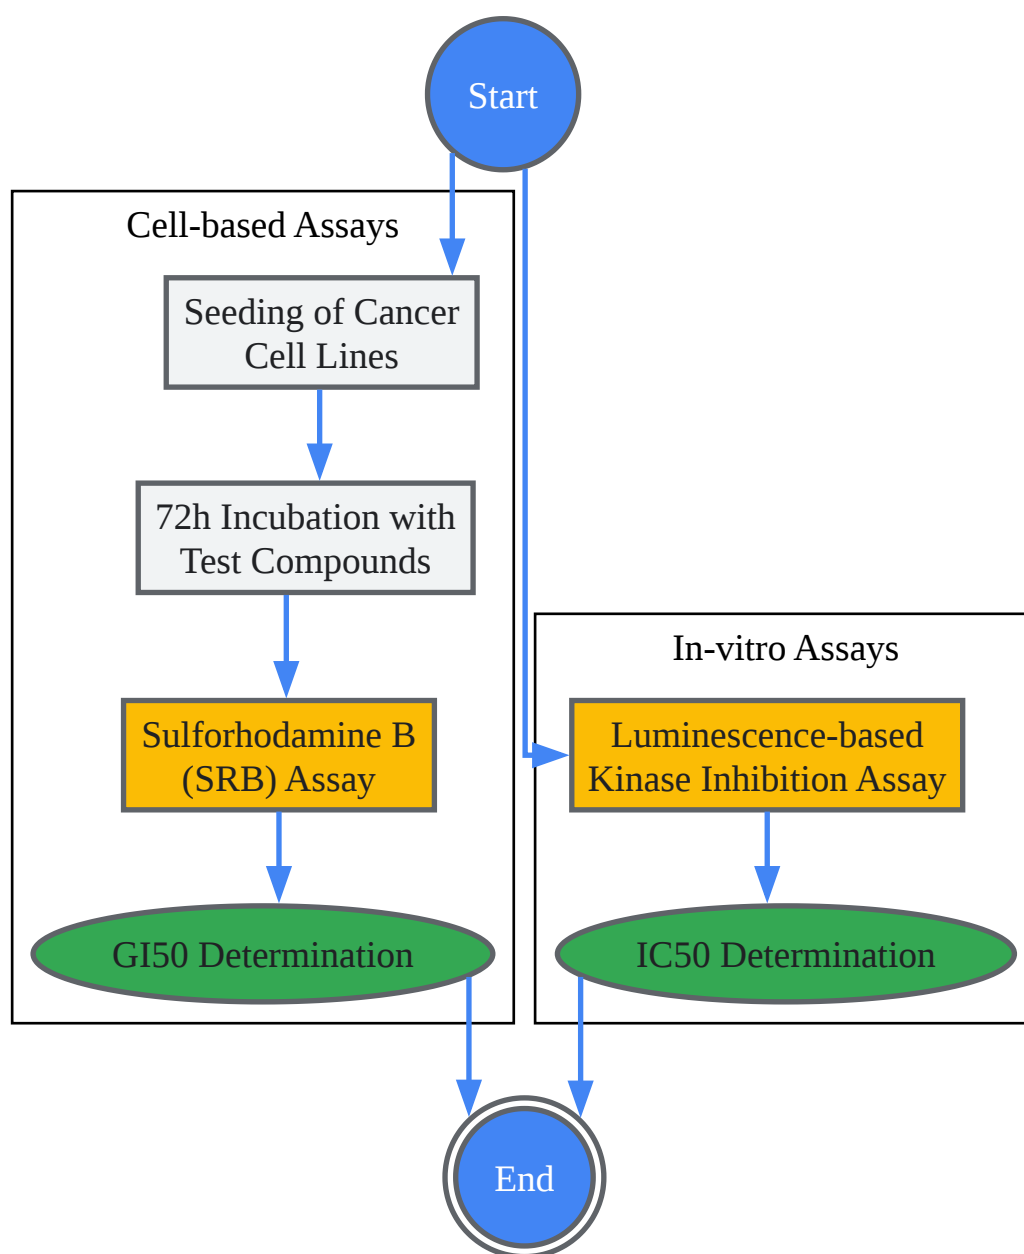 Start
Cell-based Assays
Seeding of Cancer
Cell Lines
72h Incubation with
Test Compounds
Sulforhodamine B
(SRB) Assay
GI50 Determination
In-vitro Assays
Luminescence-based
Kinase Inhibition Assay
IC50 Determination
End